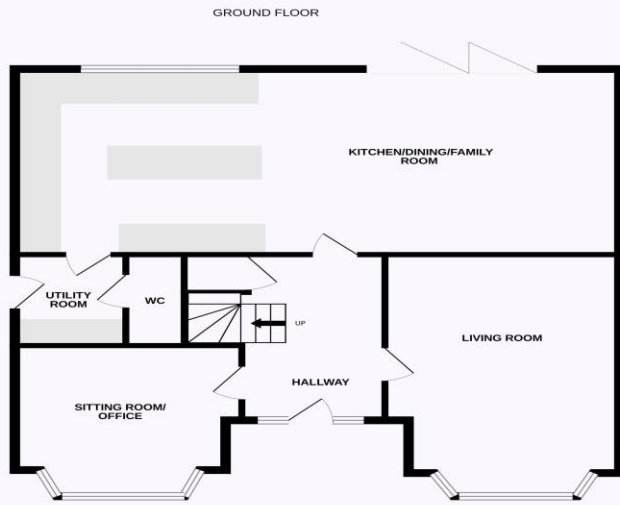 GROUND FLOOR
KITCHEN/DINING/FAMILY
ROOM
UTILITY
ROOM
WC
UP
LIVING ROOM
HALLWAY
SITTING ROOM/
OFFICE